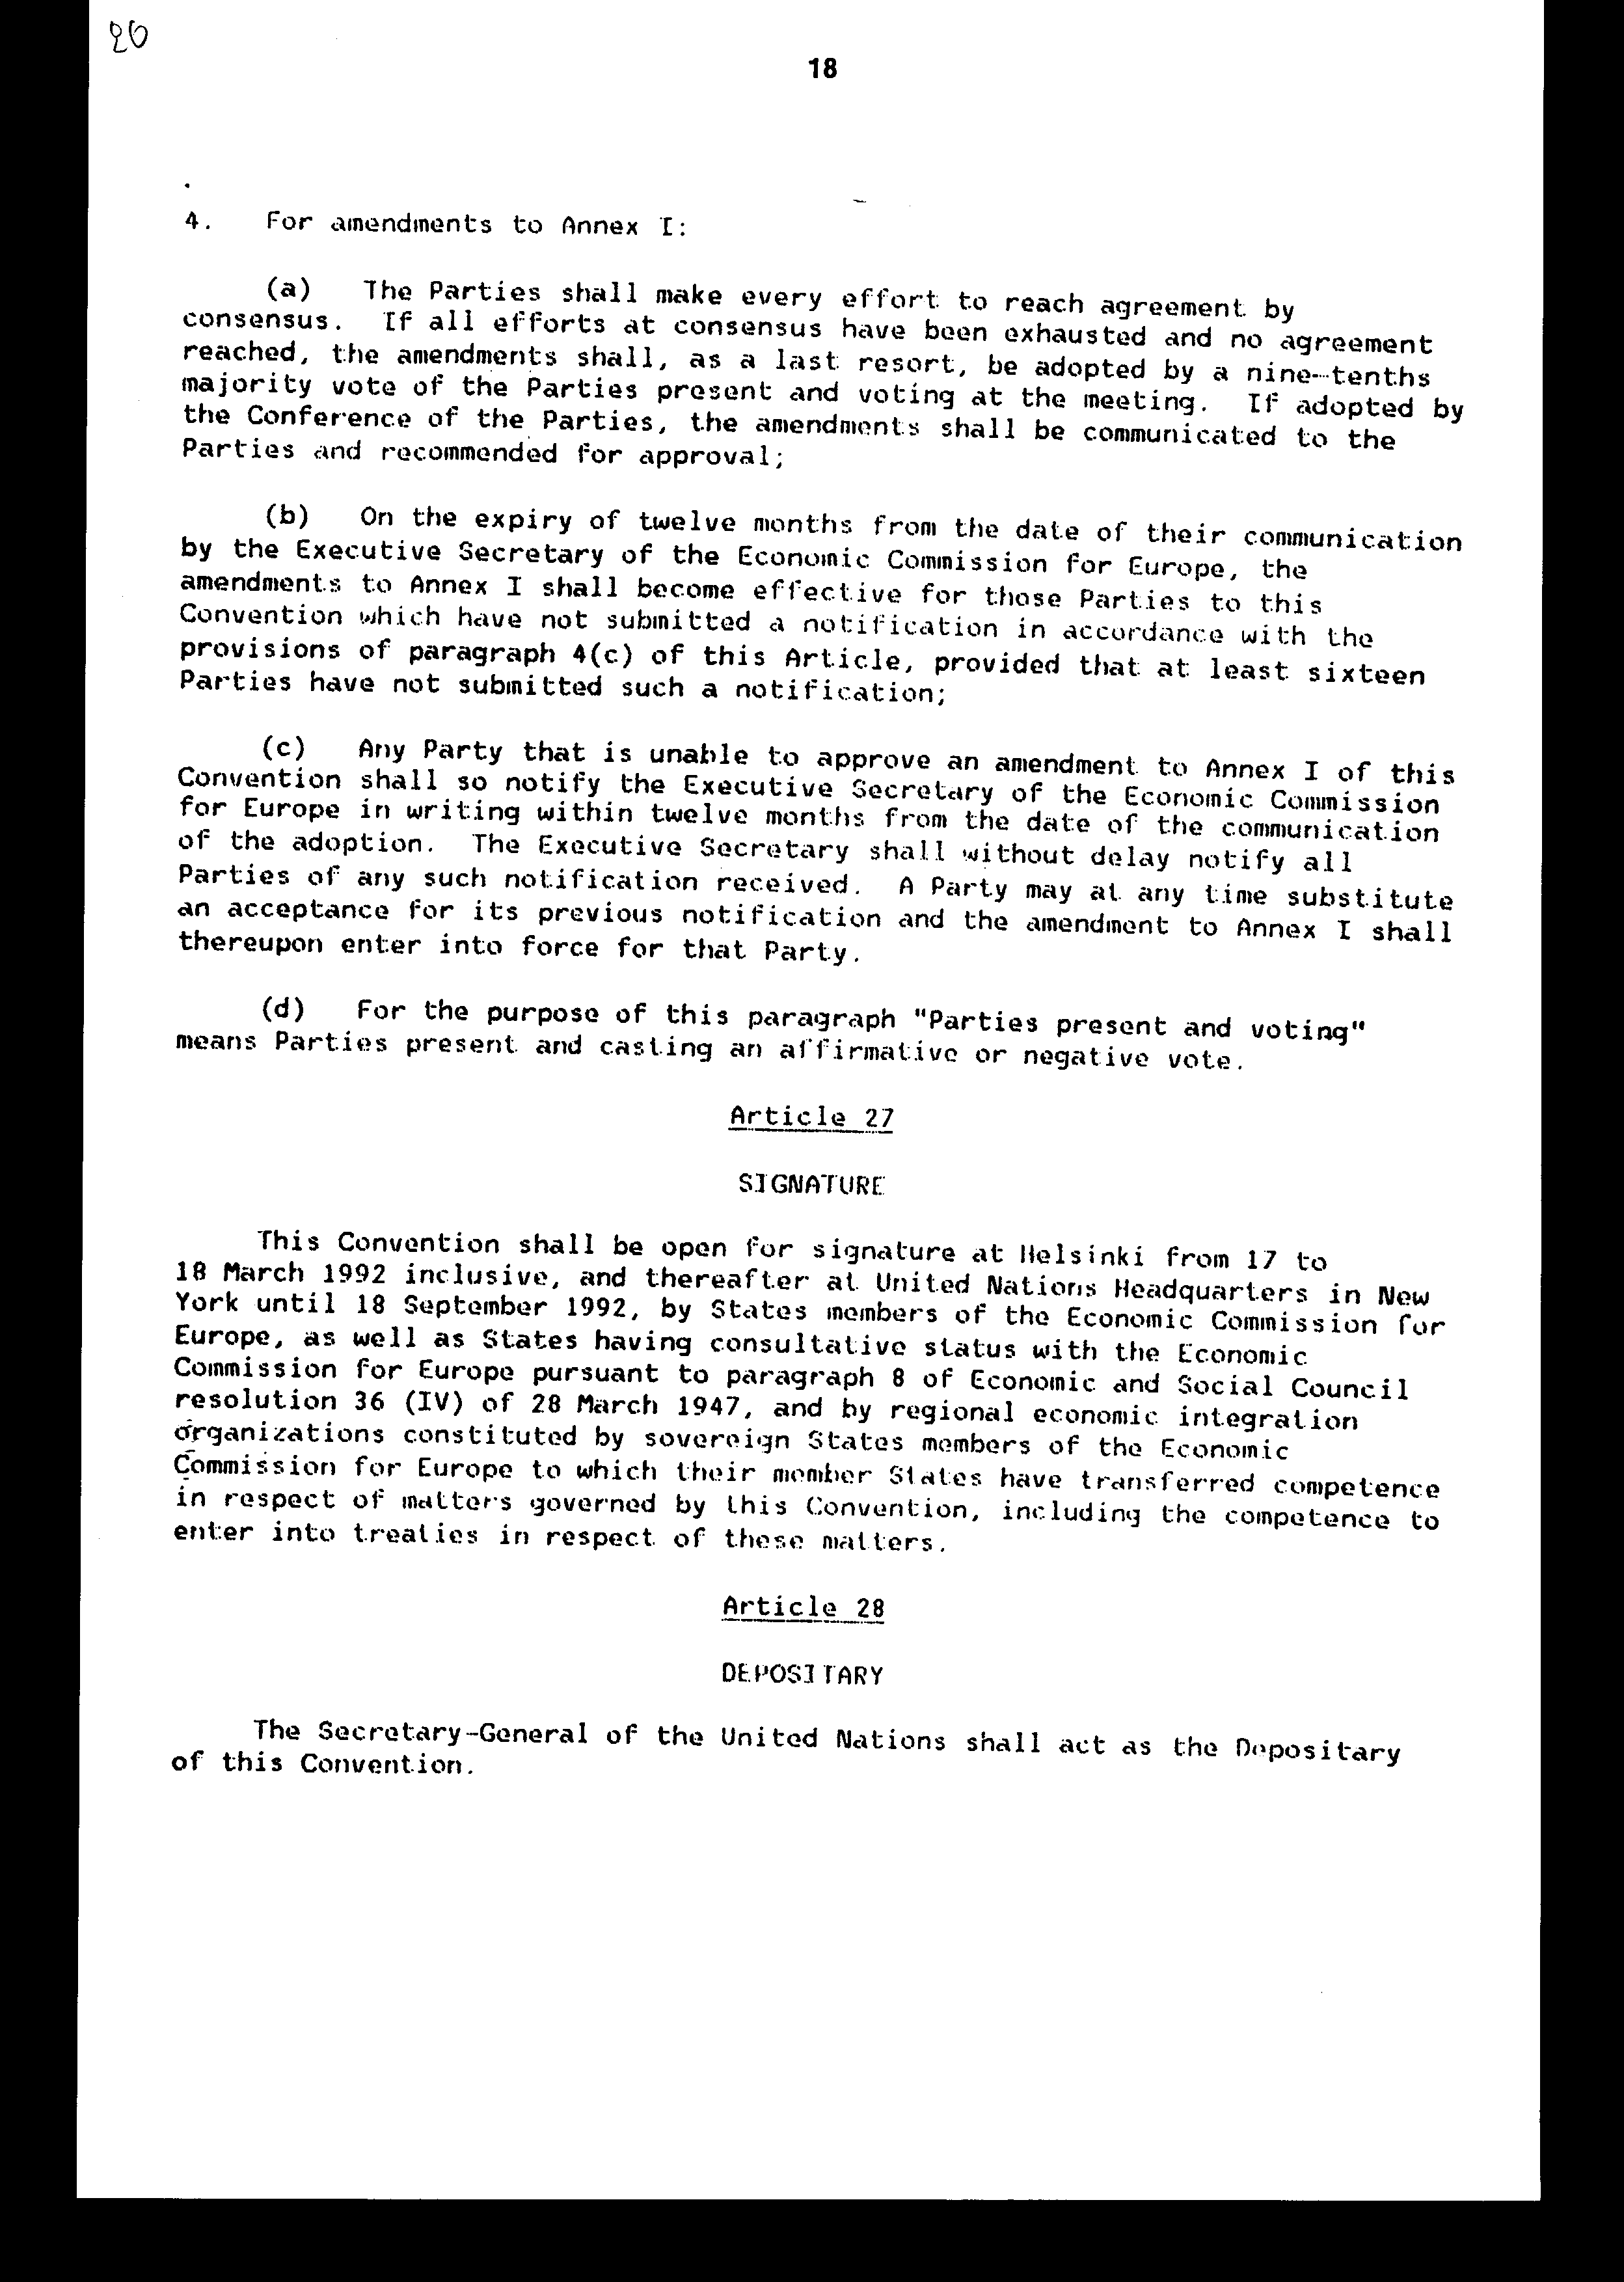 20
18
4. For amendments to Annex I:
(a) The Parties shall make every effort to reach agreement by
consensus. If all efforts at consensus have been exhausted and no agreement
reached, the amendments shall, as a last resort, be adopted by a nine-tenths
majority vote of the Parties present and voting at the meeting. If adopted by
the Conference of the Parties, the amendments shall be communicated to the
Parties and recommended for approval;
(b) On the expiry of twelve months from the date of their communication
by the Executive Secretary of the Economic Commission for Europe, the
amendments to Annex I shall become effective for those Parties to this
Convention which have not submitted a notification in accordance with the
provisions of paragraph 4(c) of this Article, provided that at least sixteen
Parties have not submitted such a notification;
(c) Any Party that is unable to approve an amendment to Annex I of this
Convention shall so notify the Executive Secretary of the Economic Commission
for Europe in writing within twelve months from the date of the communication
of the adoption. The Executive Secretary shall without delay notify all
Parties of any such notification received. A Party may at any time substitute
an acceptance for its previous notification and the amendment to Annex I shall
thereupon enter into force for that Party.
(d) For the purpose of this paragraph "Parties present and voting"
means Parties present and casting an affirmative or negative vote.
Article 27
SIGNATURE
This Convention shall be open for signature at Helsinki from 17 to
18 March 1992 inclusive, and thereafter at United Nations Headquarters in New
York until 18 September 1992, by States members of the Economic Commission for
Europe, as well as States having consultative status with the Economic
Commission for Europe pursuant to paragraph 8 of Economic and Social Council
resolution 36 (IV) of 28 March 1947, and by regional economic integration
organizations constituted by sovereign States members of the Economic
Commission for Europe to which their member States have transferred competence
in respect of matters governed by this Convention, including the competence to
enter into treaties in respect of these matters.
Article 28
DEPOSITARY
The Secretary-General of the United Nations shall act as the Depositary
of this Convention.